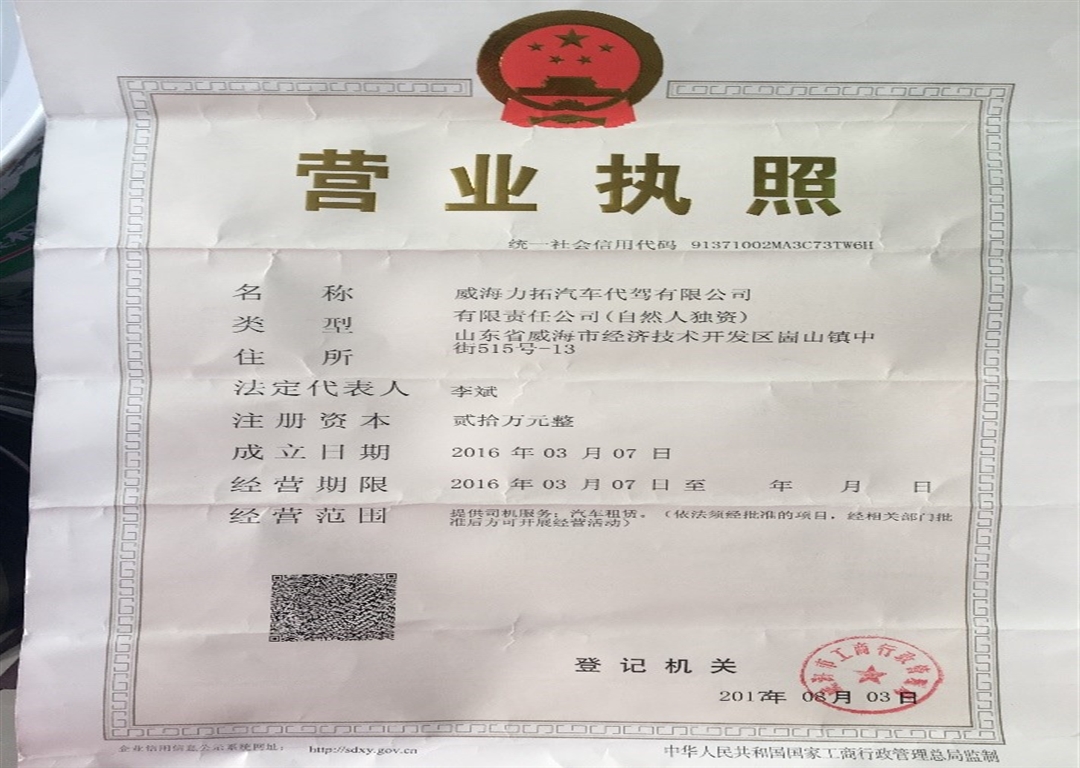 营业执照
统一社会信用代码 91371002MA3C73TW6H
名称 威海力拓汽车代驾有限公司
类型 有限责任公司(自然人独资)
住所 山东省威海市经济技术开发区崮山镇中
街515号-13
法定代表人 李斌
注册资本 贰拾万元整
成立日期 2016 年 03 月 07 日
经营期限 2016 年 03 月 07 日 至 年 月 日
经营范围 提供司机服务;汽车租赁。(依法须经批准的项目,经相关部门批
准后方可开展经营活动)
登记机关
2017年 08月 03日
企业信用信息公示系统网址: http://sdxy.gov.cn
中华人民共和国国家工商行政管理总局监制